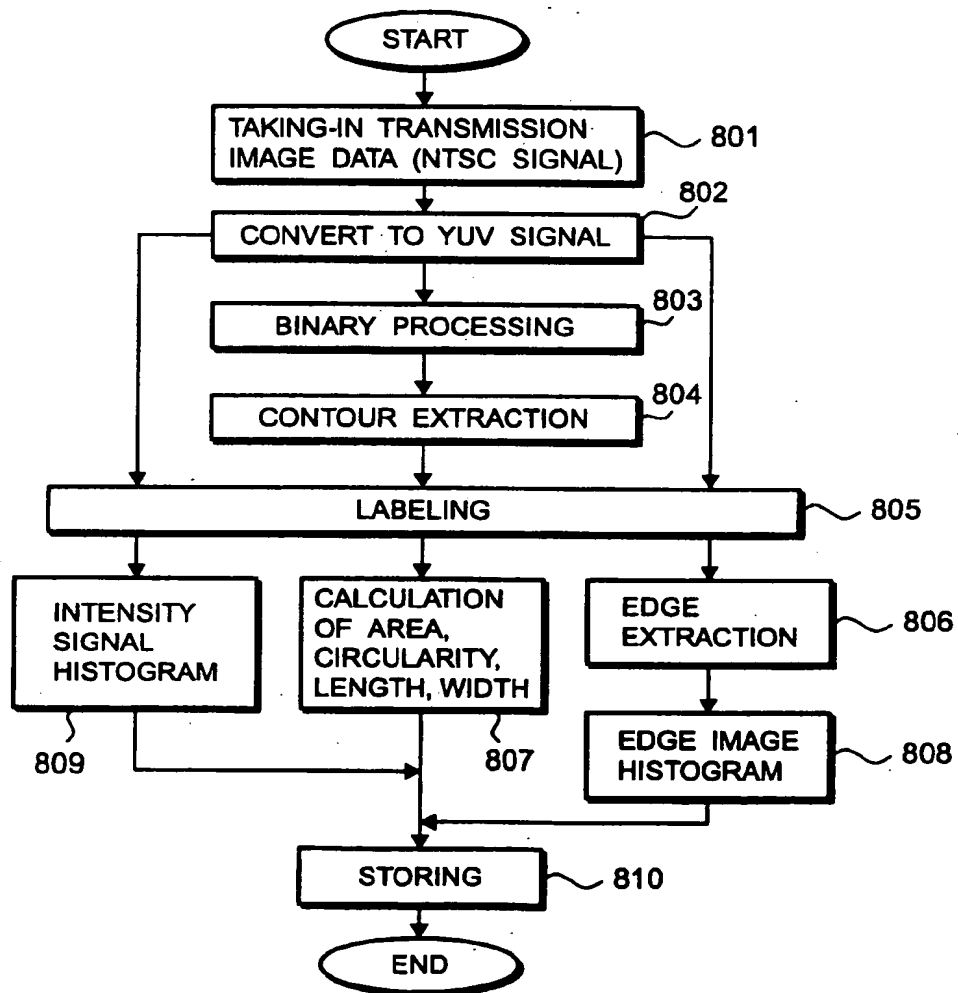 START
TAKING-IN TRANSMISSION
IMAGE DATA (NTSC SIGNAL)
801
802
CONVERT TO YUV SIGNAL
803
BINARY PROCESSING
804
CONTOUR EXTRACTION
LABELING
805
INTENSITY
SIGNAL
HISTOGRAM
809
CALCULATION
OF AREA,
CIRCULARITY,
LENGTH, WIDTH
807
EDGE
EXTRACTION
806
EDGE IMAGE
HISTOGRAM
808
STORING
810
END